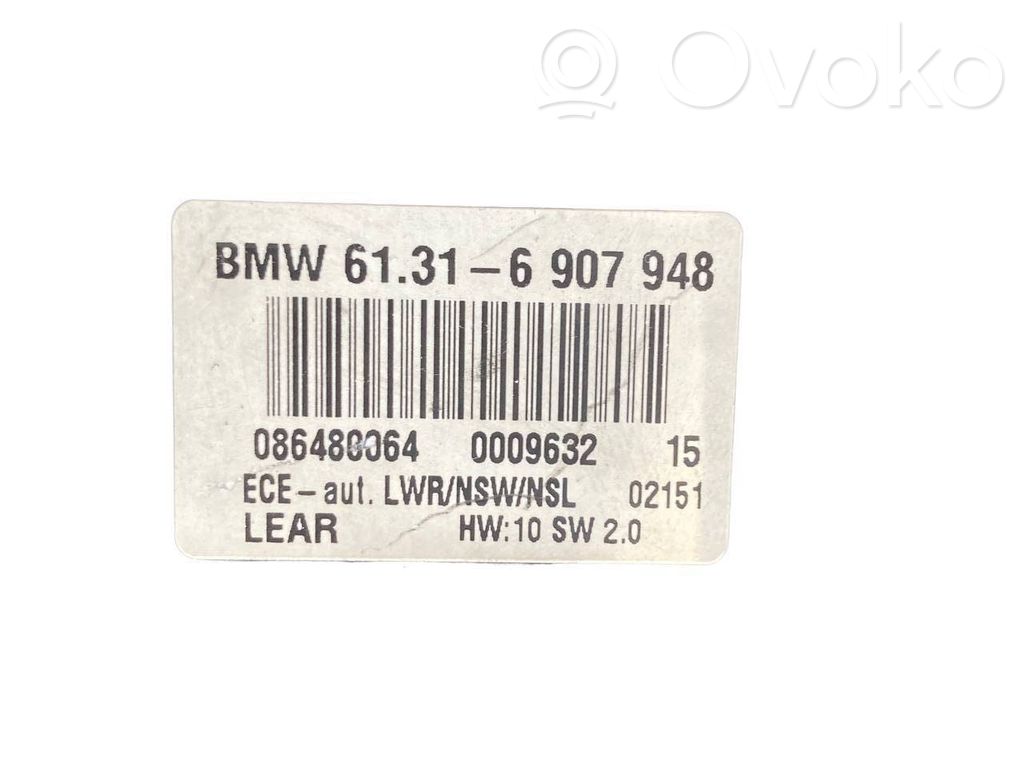 Ovoko
BMW 61.31-6 907 948
086480064 0009632 15
ECE-aut. LWR/NSW/NSL 02151
LEAR HW:10 SW 2.0